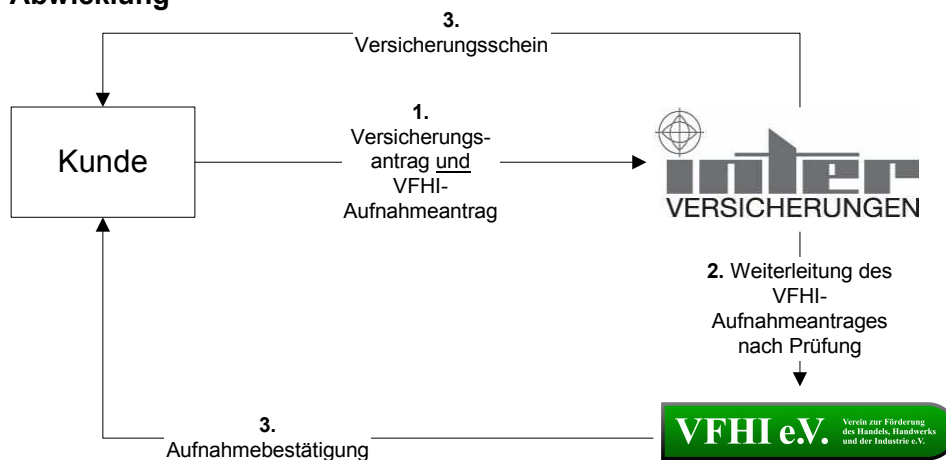 Abwicklung
3.
Versicherungsschein
Kunde
1.
Versicherungs-
antrag und
VFHI-
Aufnahmeantrag
inter
VERSICHERUNGEN
2. Weiterleitung des
VFHI-
Aufnahmeantrages
nach Prüfung
3.
Aufnahmebestätigung
VFHI e.V.
Verein zur Förderung
des Handels, Handwerks
und der Industrie e.V.